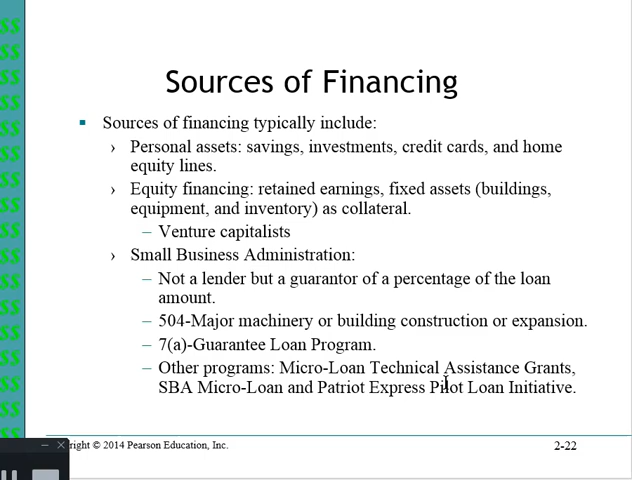 Sources of Financing
▪ Sources of financing typically include:
› Personal assets: savings, investments, credit cards, and home
equity lines.
› Equity financing: retained earnings, fixed assets (buildings,
equipment, and inventory) as collateral.
– Venture capitalists
› Small Business Administration:
– Not a lender but a guarantor of a percentage of the loan
amount.
– 504-Major machinery or building construction or expansion.
– 7(a)-Guarantee Loan Program.
– Other programs: Micro-Loan Technical Assistance Grants,
SBA Micro-Loan and Patriot Express Pilot Loan Initiative.
right © 2014 Pearson Education, Inc.
2-22